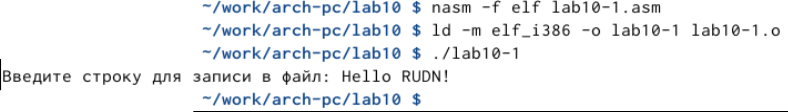 ~/work/arch-pc/lab10 $ nasm -f elf lab10-1.asm
~/work/arch-pc/lab10 $ ld -m elf_i386 -o lab10-1 lab10-1.o
~/work/arch-pc/lab10 $ ./lab10-1
Введите строку для записи в файл: Hello RUDN!
~/work/arch-pc/lab10 $